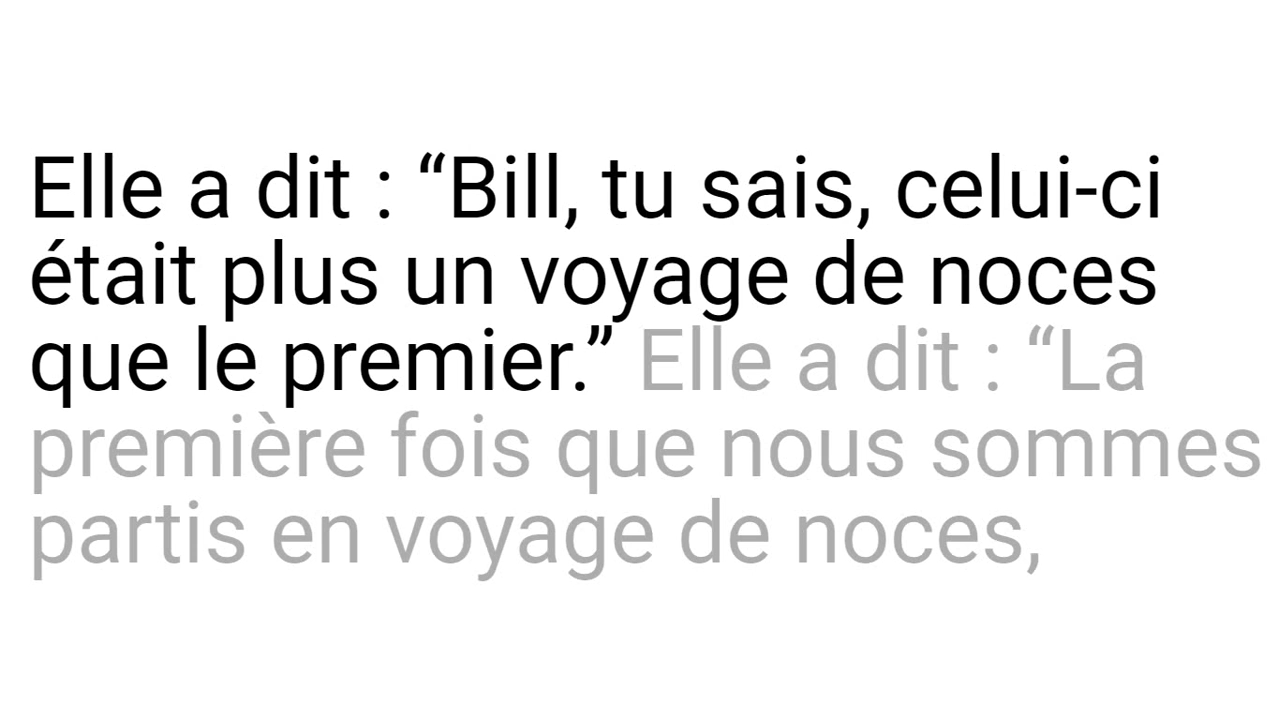 Elle a dit : “Bill, tu sais, celui-ci
était plus un voyage de noces
que le premier.” Elle a dit : “La
première fois que nous sommes
partis en voyage de noces,